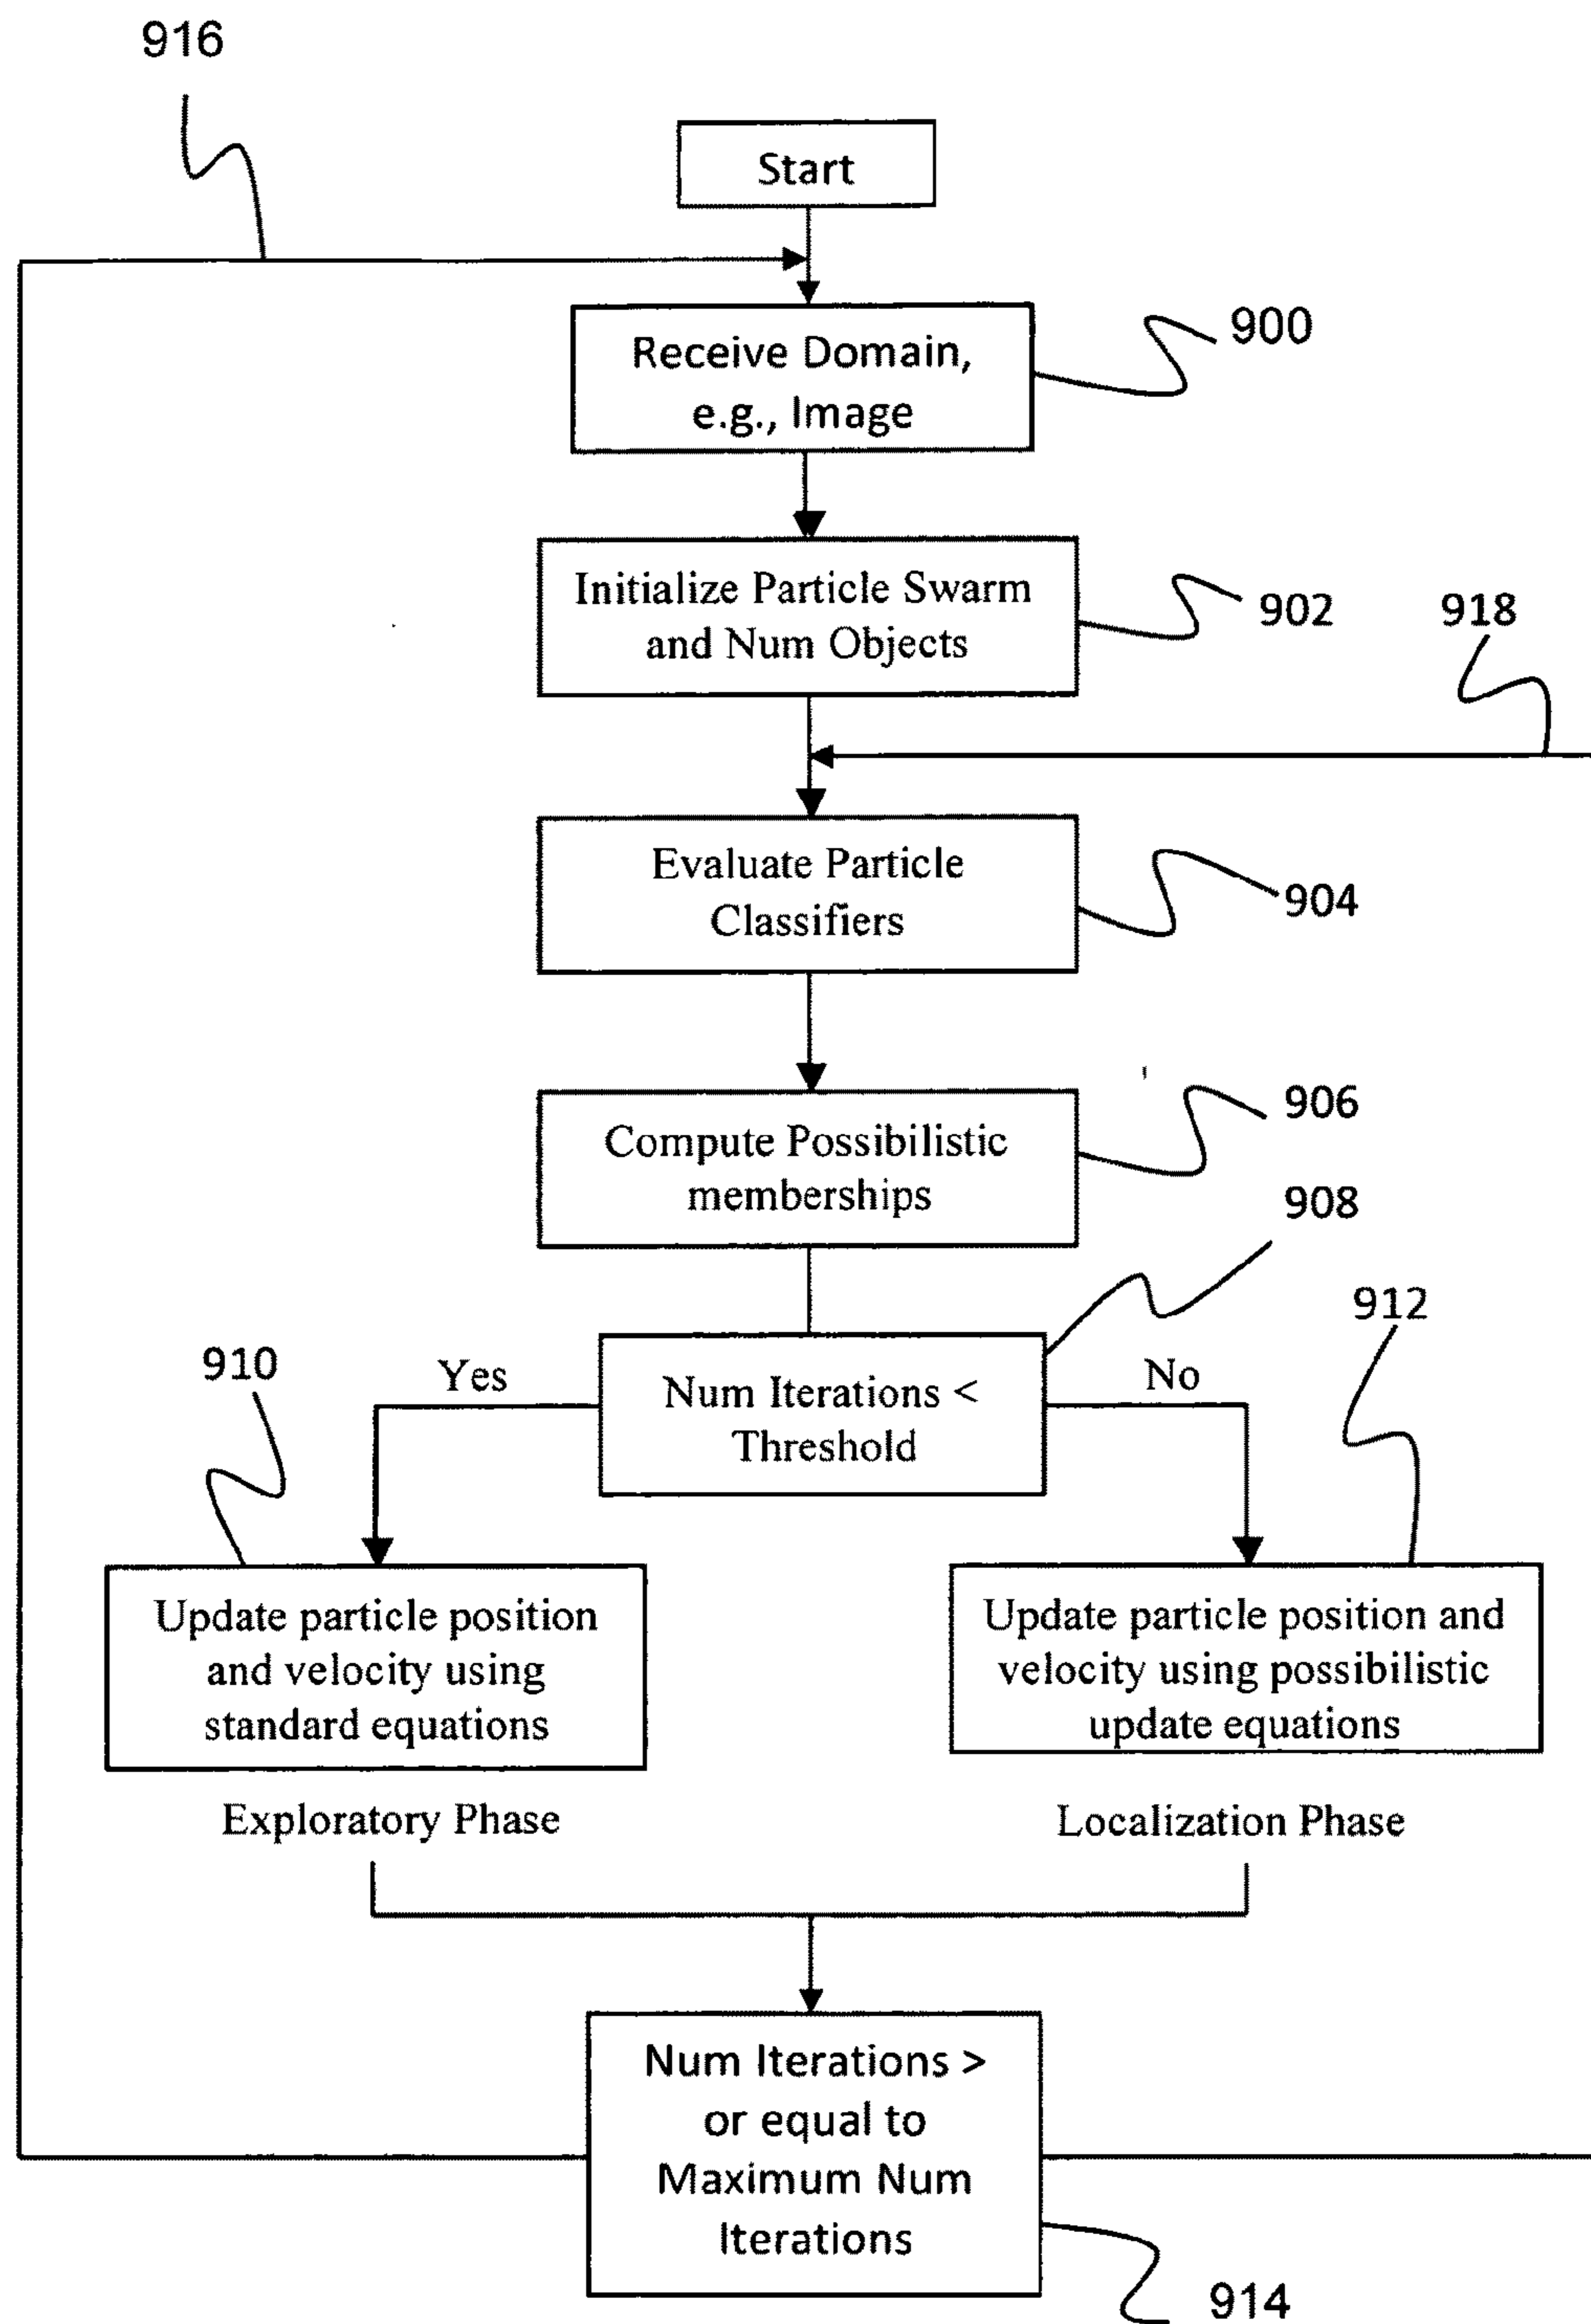 916
Start
Receive Domain,
e.g., Image
900
Initialize Particle Swarm
and Num Objects
902
918
Evaluate Particle
Classifiers
904
Compute Possibilistic
memberships
906
908
912
910
Yes
Num Iterations <
Threshold
No
Update particle position
and velocity using
standard equations
Update particle position and
velocity using possibilistic
update equations
Exploratory Phase
Localization Phase
Num Iterations >
or equal to
Maximum Num
Iterations
914